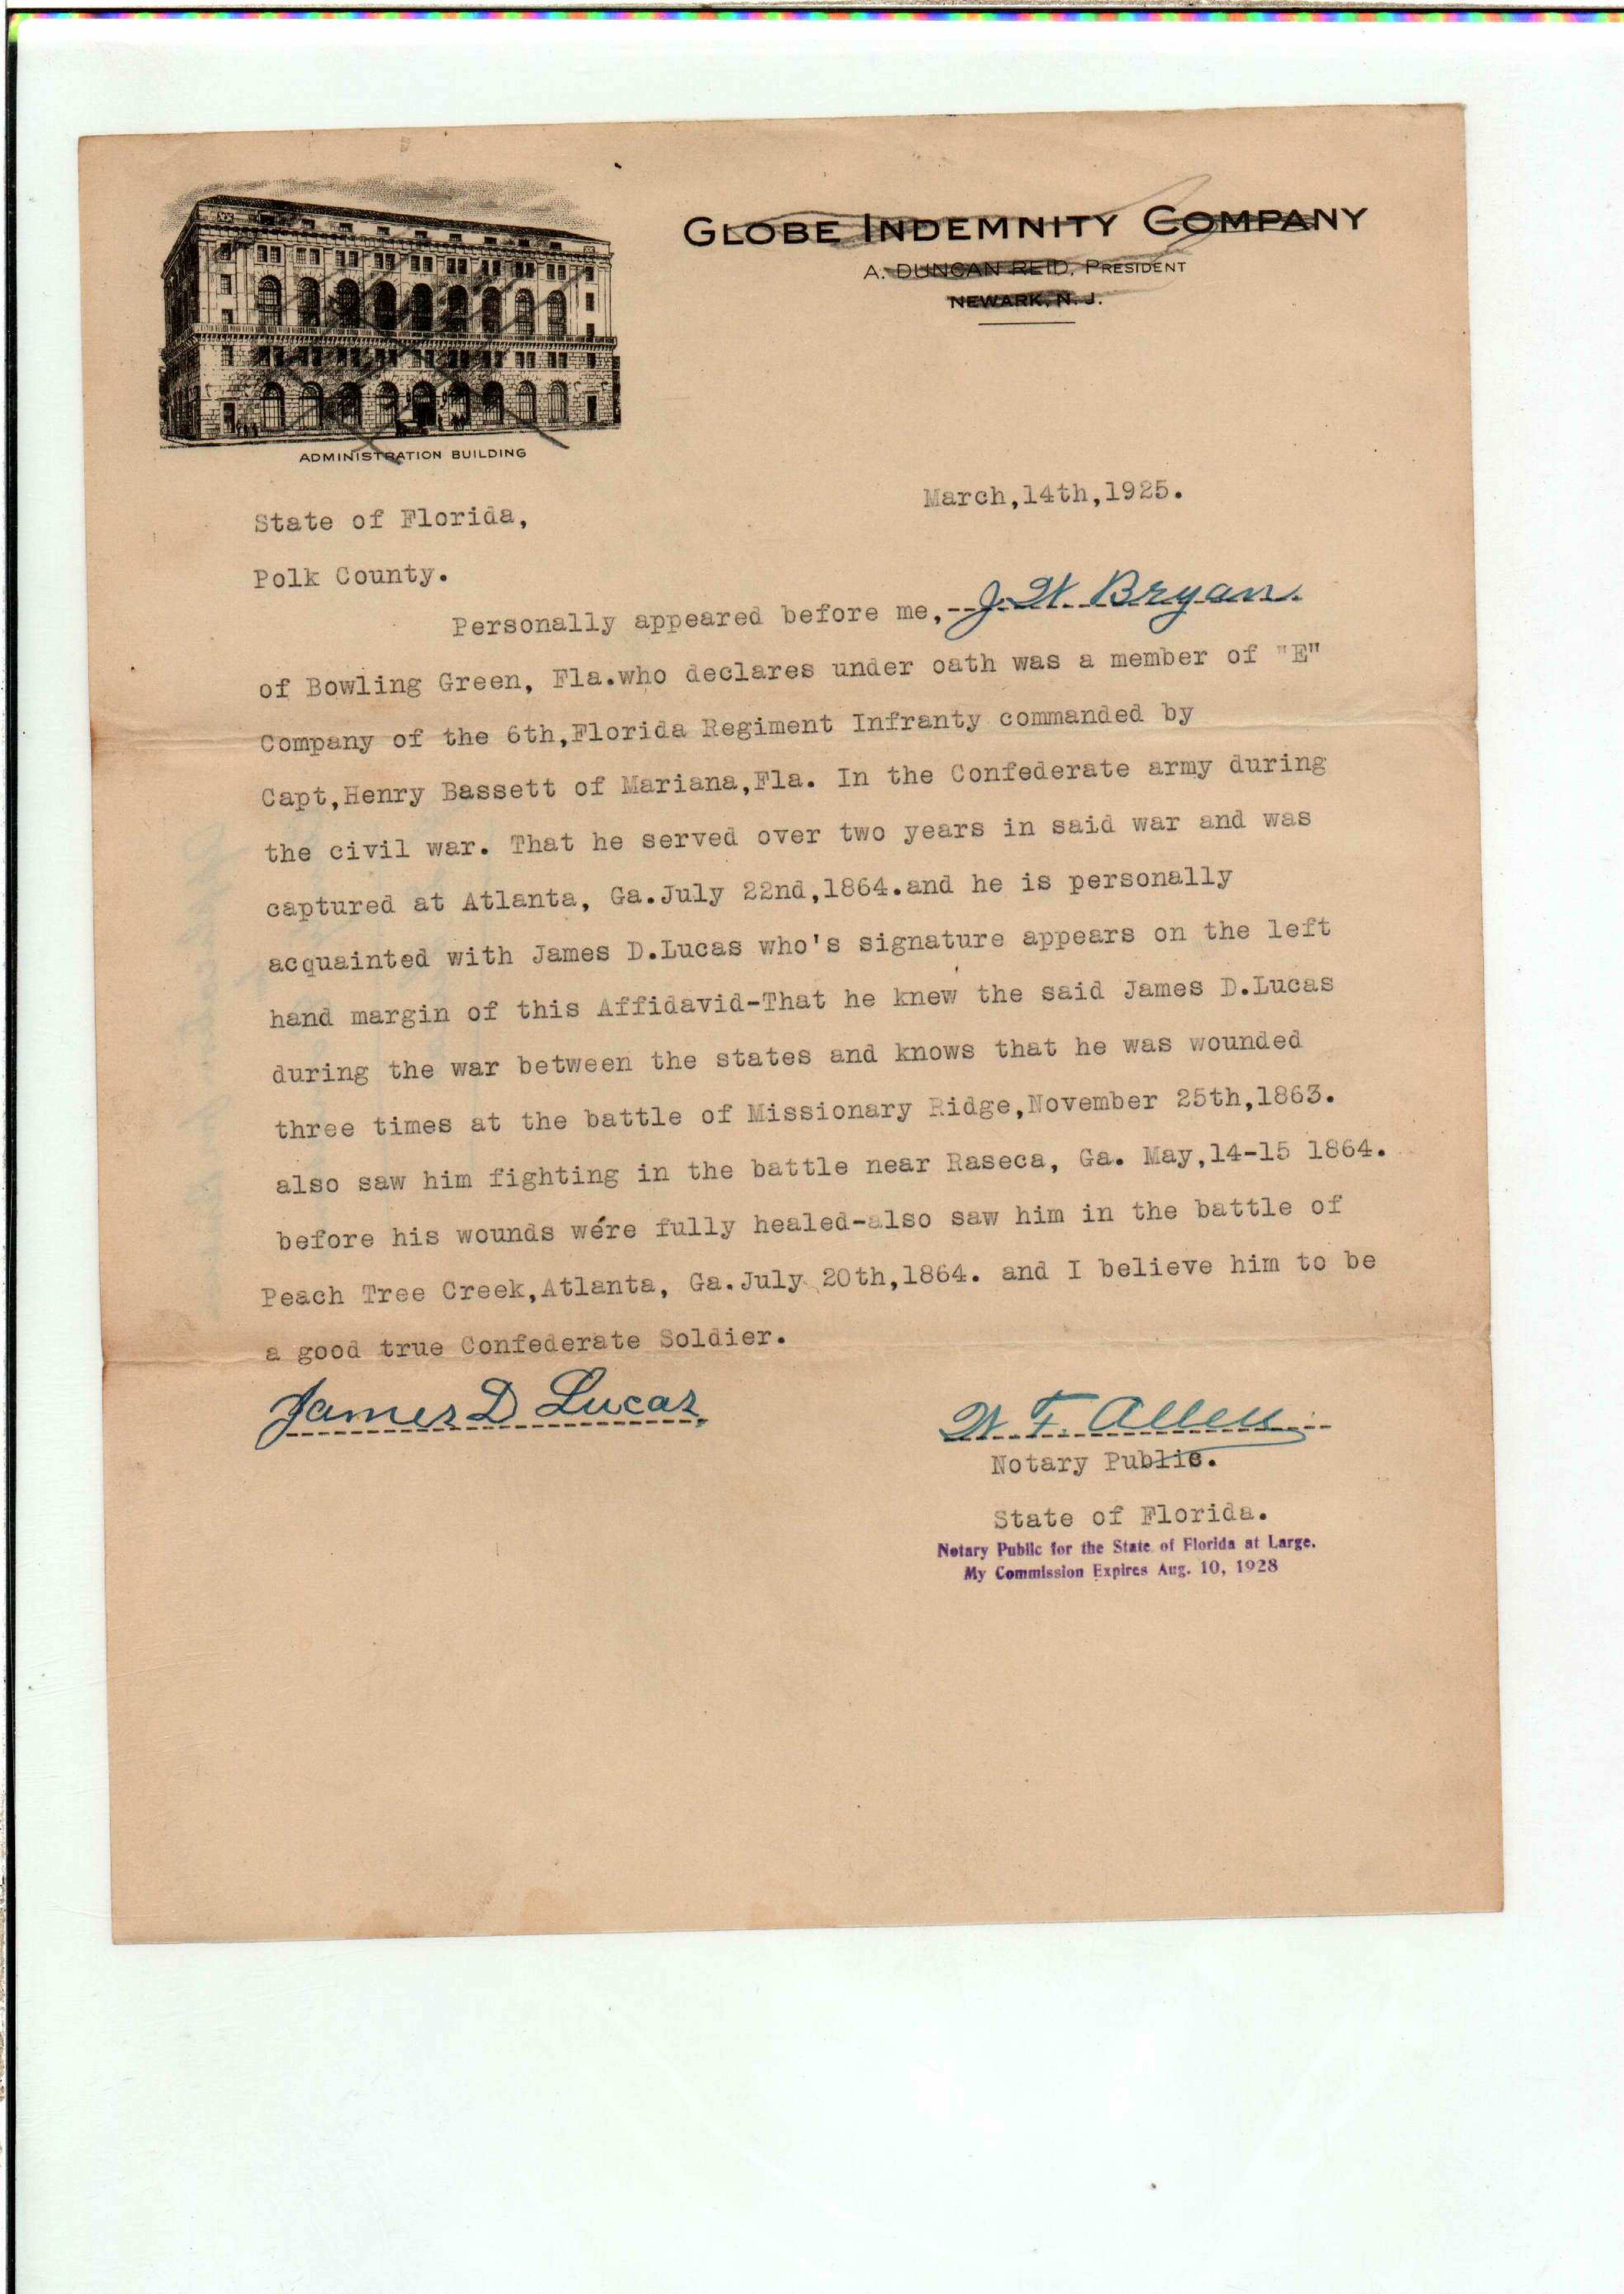 GLOBE INDEMNITY COMPANY
A. DUNCAN REID, PRESIDENT
NEWARK, N. J.
ADMINISTRATION BUILDING
March,14th,1925.
State of Florida,
Polk County.
Personally appeared before me,--J. W. Bryan.
of Bowling Green, Fla.who declares under oath was a member of "E"
Company of the 6th,Florida Regiment Infranty commanded by
Capt,Henry Bassett of Mariana,Fla. In the Confederate army during
the civil war. That he served over two years in said war and was
captured at Atlanta, Ga.July 22nd,1864.and he is personally
acquainted with James D.Lucas who's signature appears on the left
hand margin of this Affidavid-That he knew the said James D.Lucas
during the war between the states and knows that he was wounded
three times at the battle of Missionary Ridge,November 25th,1863.
also saw him fighting in the battle near Raseca, Ga. May,14-15 1864.
before his wounds were fully healed-also saw him in the battle of
Peach Tree Creek,Atlanta, Ga.July 20th,1864. and I believe him to be
a good true Confederate Soldier.
James D Lucas
W. F. Allen
Notary Public.
State of Florida.
Notary Public for the State of Florida at Large.
My Commission Expires Aug. 10, 1928